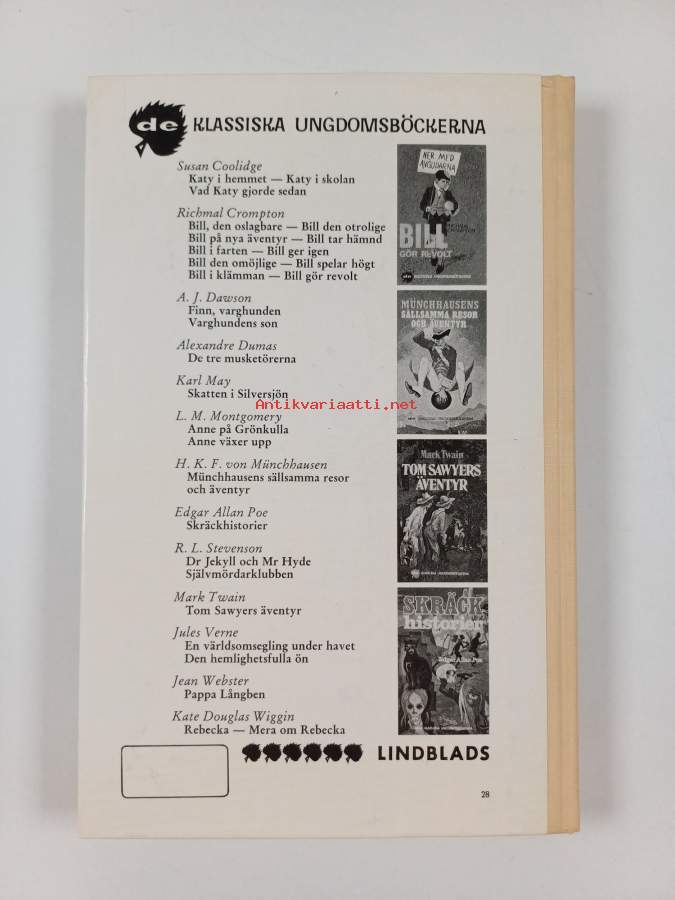 de KLASSISKA UNGDOMSBÖCKERNA
Susan Coolidge
Katy i hemmet — Katy i skolan
Vad Katy gjorde sedan
Richmal Crompton
Bill, den oslagbare — Bill den otrolige
Bill på nya äventyr — Bill tar hämnd
Bill i farten — Bill ger igen
Bill den omöjlige — Bill spelar högt
Bill i klämman — Bill gör revolt
A. J. Dawson
Finn, varghunden
Varghundens son
Alexandre Dumas
De tre musketörerna
Karl May
Skatten i Silversjön
L. M. Montgomery
Anne på Grönkulla
Anne växer upp
H. K. F. von Münchhausen
Münchhausens sällsamma resor
och äventyr
Edgar Allan Poe
Skräckhistorier
R. L. Stevenson
Dr Jekyll och Mr Hyde
Självmördarklubben
Mark Twain
Tom Sawyers äventyr
Jules Verne
En världsomsegling under havet
Den hemlighetsfulla ön
Jean Webster
Pappa Långben
Kate Douglas Wiggin
Rebecka — Mera om Rebecka
NER MED
AVGUDARNA
BILL
GÖR REVOLT
MÜNCHHAUSENS
SÄLLSAMMA RESOR
OCH ÄVENTYR
Mark Twain
TOM SAWYERS
ÄVENTYR
SKRÄCK
historier
Edgar Allan Poe
Antikvariaatti.net
LINDBLADS
28